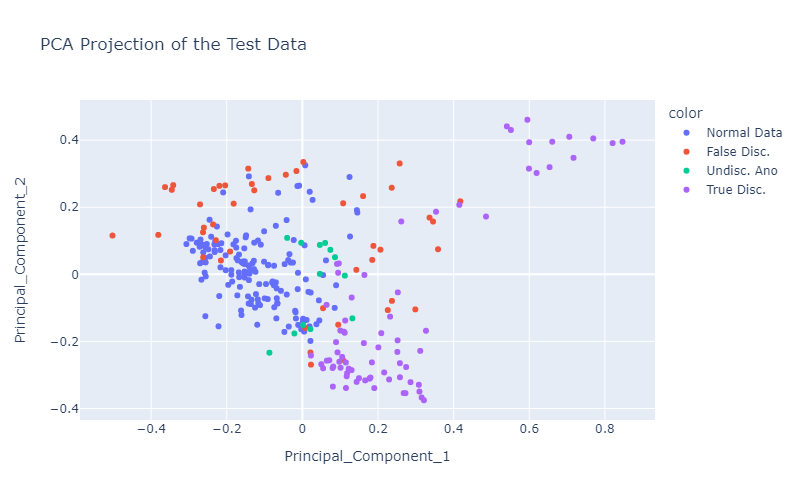 PCA Projection of the Test Data
color
Normal Data
False Disc.
Undisc. Ano
True Disc.
Principal_Component_2
0.4
0.2
0
−0.2
−0.4
−0.4
−0.2
0
0.2
0.4
0.6
0.8
Principal_Component_1